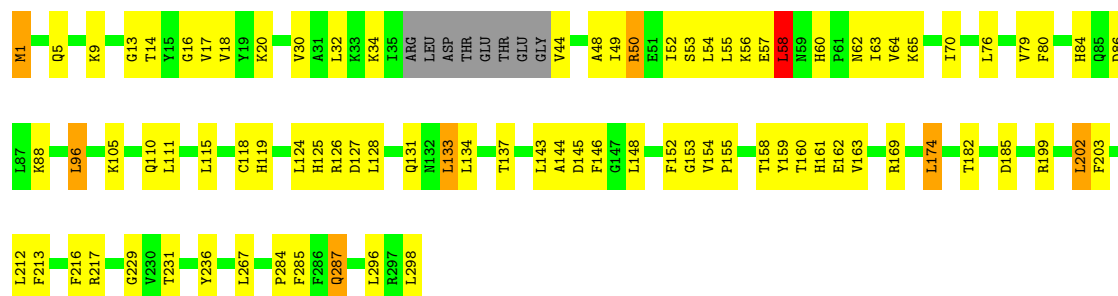 M1 Q5 K9 G13 T14 Y15 G16 V17 V18 Y19 K20 V30 A31 L32 K33 K34 I35 ARG LEU ASP THR GLU THR GLU GLY V44 A48 I49 R50 E51 I52 S53 L54 L55 K56 E57 L58 N59 H60 P61 N62 I63 V64 K65 I70 L76 V79 F80 H84 Q85 D86
L87 K88 L96 K105 Q110 L111 L115 C118 H119 L124 H125 R126 D127 L128 Q131 N132 L133 L134 T137 L143 A144 D145 F146 G147 L148 F152 G153 V154 P155 T158 Y159 T160 H161 E162 V163 R169 L174 T182 D185 R199 L202 F203
L212 F213 F216 R217 G229 V230 T231 Y236 L267 P284 F285 F286 Q287 L296 R297 L298